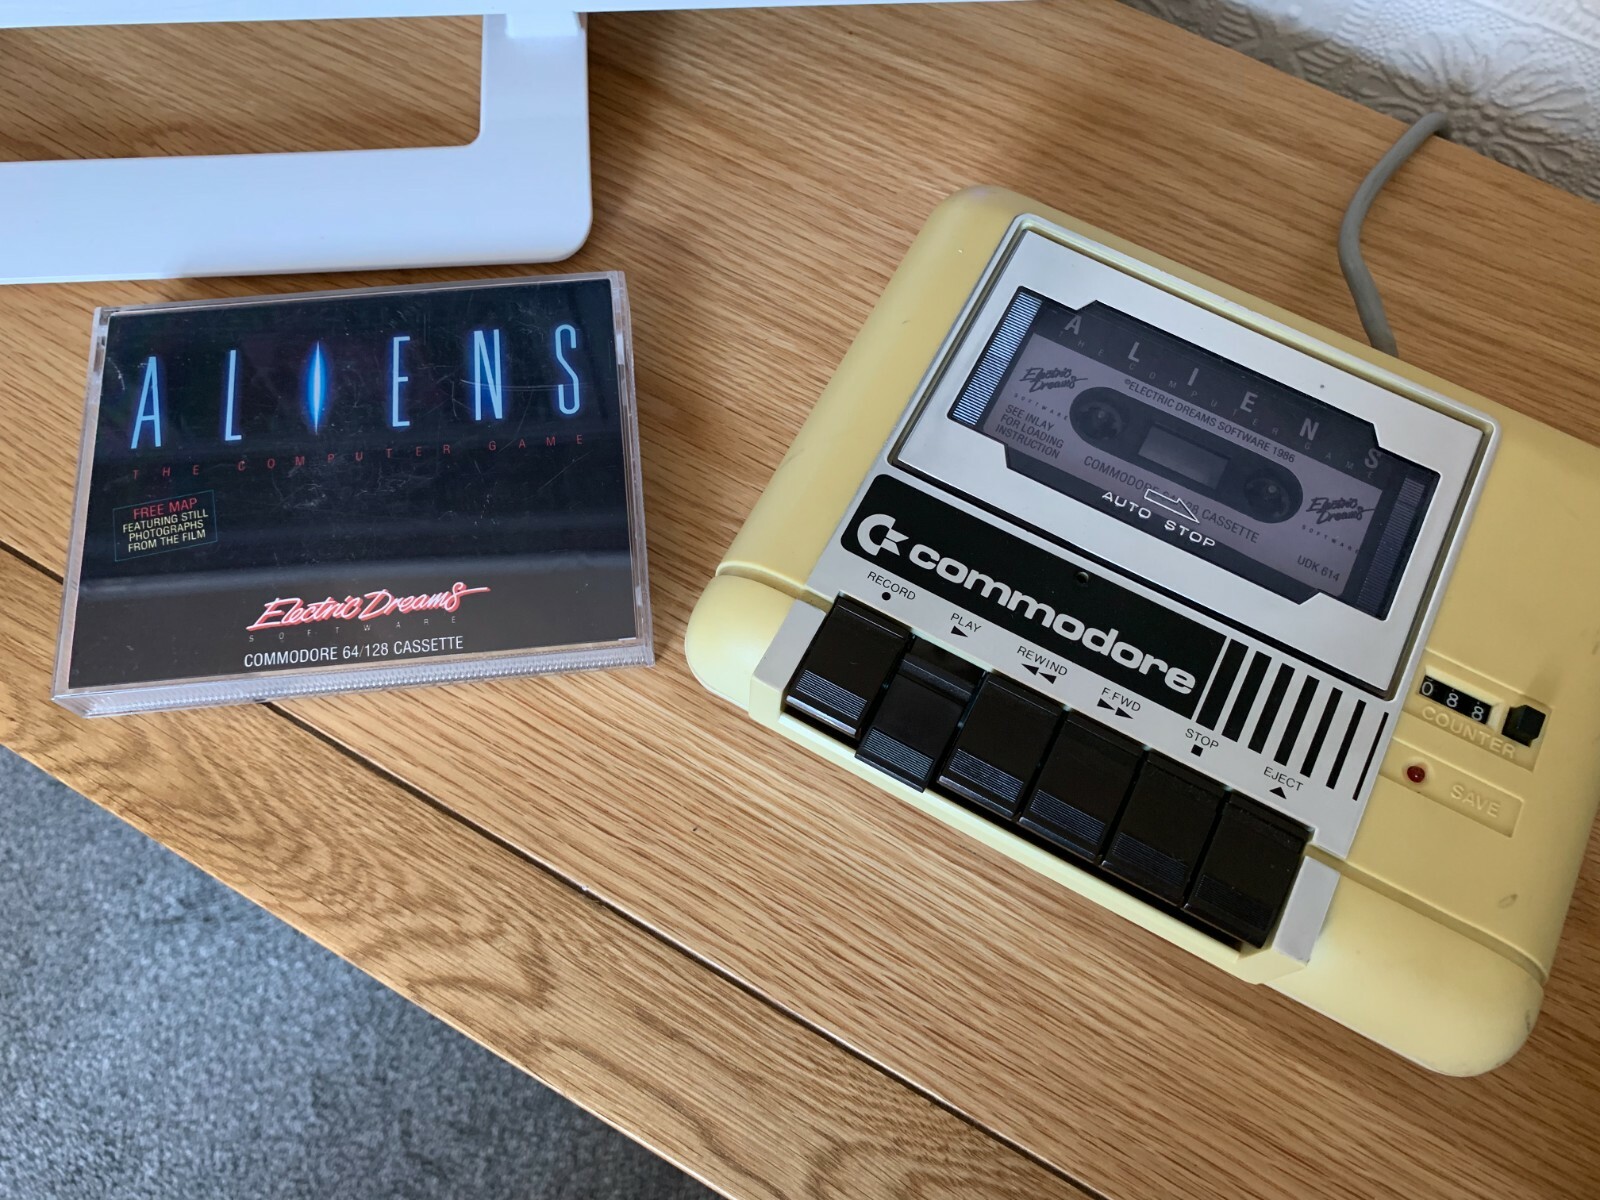 ALIENS
THE COMPUTER GAME
FREE MAP
FEATURING STILL
PHOTOGRAPHS
FROM THE FILM
Electric Dreams
SOFTWARE
COMMODORE 64/128 CASSETTE
ALIENS
THE COMPUTER GAME
Electric
Dreams
SOFTWARE
©ELECTRIC DREAMS SOFTWARE 1986
SEE INLAY
FOR LOADING
INSTRUCTION
COMMODORE 64/128 CASSETTE
Electric
Dreams
SOFTWARE
UDK 614
AUTO STOP
commodore
RECORD
PLAY
REWIND
F.FWD
STOP
EJECT
088
COUNTER
SAVE